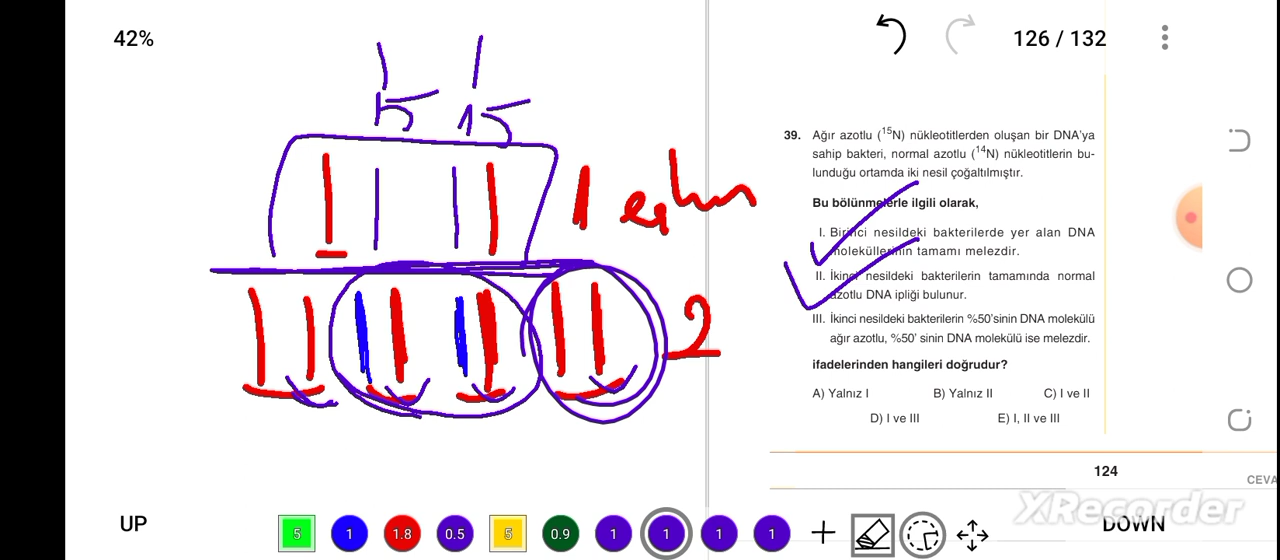 42%
126 / 132
15 15
1 eşlen
2
39. Ağır azotlu (¹⁵N) nükleotitlerden oluşan bir DNA'ya
sahip bakteri, normal azotlu (¹⁴N) nükleotitlerin bu-
lunduğu ortamda iki nesil çoğaltılmıştır.
Bu bölünmelerle ilgili olarak,
I. Birinci nesildeki bakterilerde yer alan DNA
moleküllerinin tamamı melezdir.
II. İkinci nesildeki bakterilerin tamamında normal
azotlu DNA ipliği bulunur.
III. İkinci nesildeki bakterilerin %50'sinin DNA molekülü
ağır azotlu, %50' sinin DNA molekülü ise melezdir.
ifadelerinden hangileri doğrudur?
A) Yalnız I B) Yalnız II C) I ve II
D) I ve III E) I, II ve III
124
CEVA
XRecorder
UP 5 1 1.8 0.5 5 0.9 1 1 1 1 DOWN